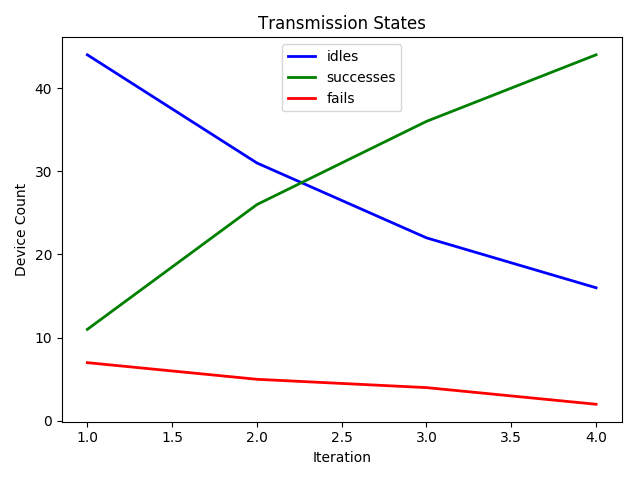 Transmission States
idles
successes
fails
Device Count
40
30
20
10
0
1.0 1.5 2.0 2.5 3.0 3.5 4.0
Iteration